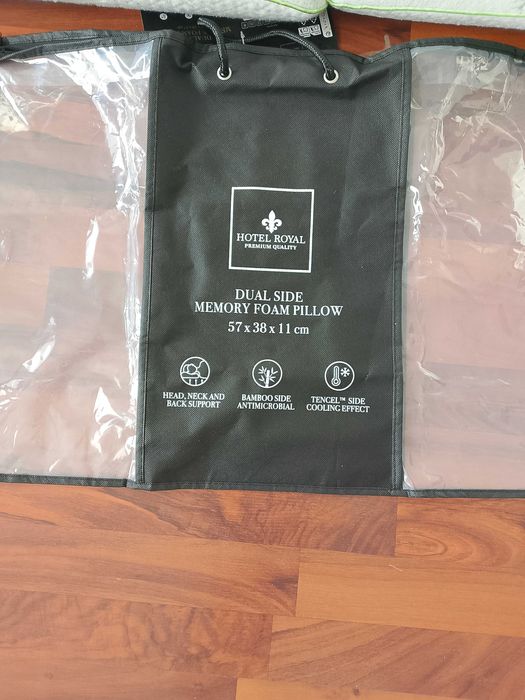 HOTEL ROYAL
PREMIUM QUALITY
DUAL SIDE
MEMORY FOAM PILLOW
57 x 38 x 11 cm
HEAD, NECK AND
BACK SUPPORT
BAMBOO SIDE
ANTIMICROBIAL
TENCEL™ SIDE
COOLING EFFECT